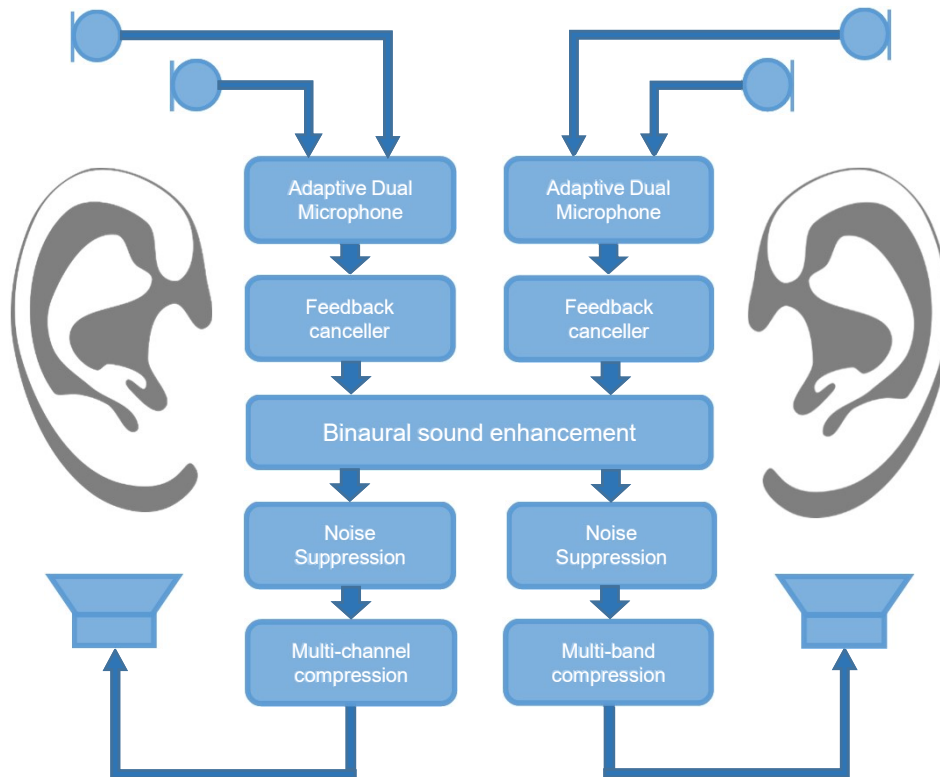 Adaptive Dual
Microphone
Adaptive Dual
Microphone
Feedback
canceller
Feedback
canceller
Binaural sound enhancement
Noise
Suppression
Noise
Suppression
Multi-channel
compression
Multi-band
compression